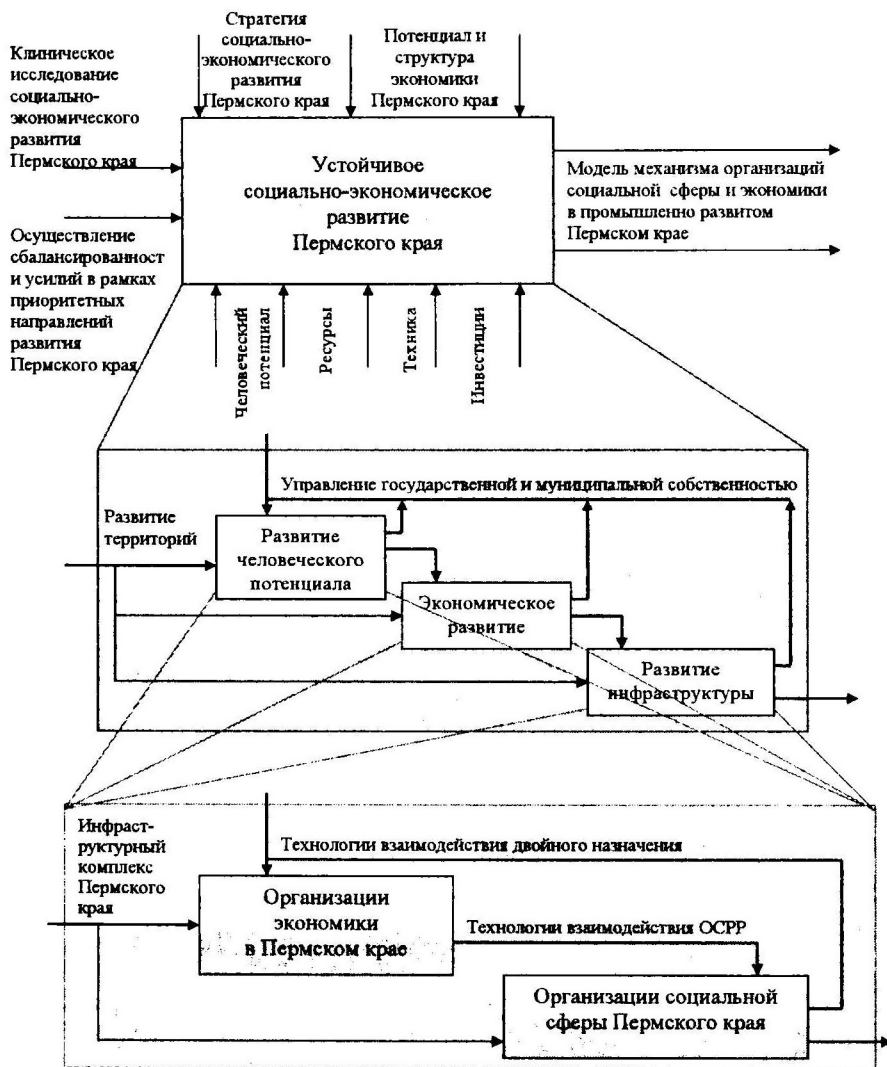 Стратегия
социально-
экономического
развития
Пермского края
Потенциал и
структура
экономики
Пермского края
Клиническое
исследование
социально-
экономического
развития
Пермского края
Устойчивое
социально-экономическое
развитие
Пермского края
Модель механизма организаций
социальной сферы и экономики
в промышленно развитом
Пермском крае
Осуществление
сбалансированност
и усилий в рамках
приоритетных
направлений
развития
Пермского края
Человеческий
потенциал
Ресурсы
Техника
Инвестиции
Управление государственной и муниципальной собственностью
Развитие
территорий
Развитие
человеческого
потенциала
Экономическое
развитие
Развитие
инфраструктуры
Инфраст-
руктурный
комплекс
Пермского
края
Технологии взаимодействия двойного назначения
Организации
экономики
в Пермском крае
Технологии взаимодействия ОСРР
Организации социальной
сферы Пермского края